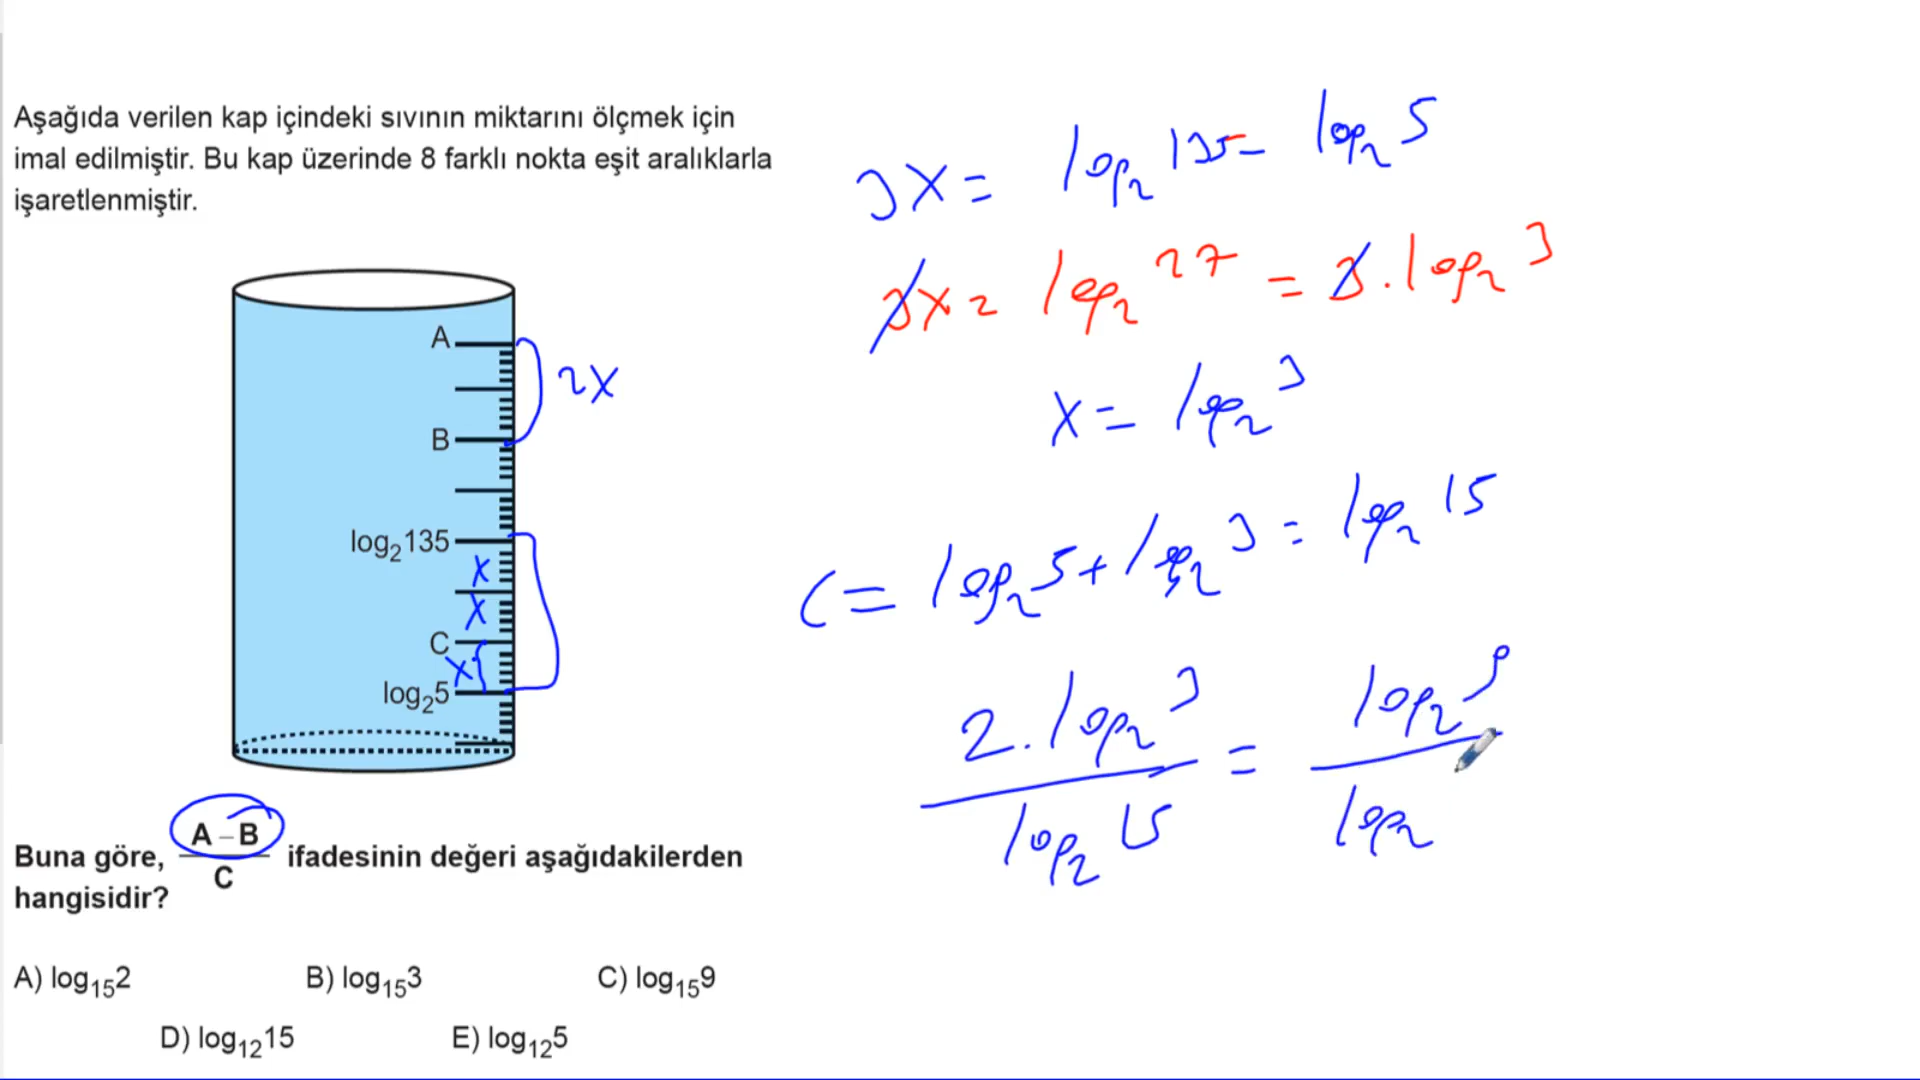 Aşağıda verilen kap içindeki sıvının miktarını ölçmek için
imal edilmiştir. Bu kap üzerinde 8 farklı nokta eşit aralıklarla
işaretlenmiştir.
A
2X
B
log₂135
X
X
C
X
log₂5
Buna göre, (A – B)/C ifadesinin değeri aşağıdakilerden
hangisidir?
A) log₁₅2 B) log₁₅3 C) log₁₅9
D) log₁₂15 E) log₁₂5
3X = log₂135 - log₂5
3X = log₂27 = 3.log₂3
X = log₂3
C = log₂5 + log₂3 = log₂15
2.log₂3 / log₂15 = log₂9 / log₂